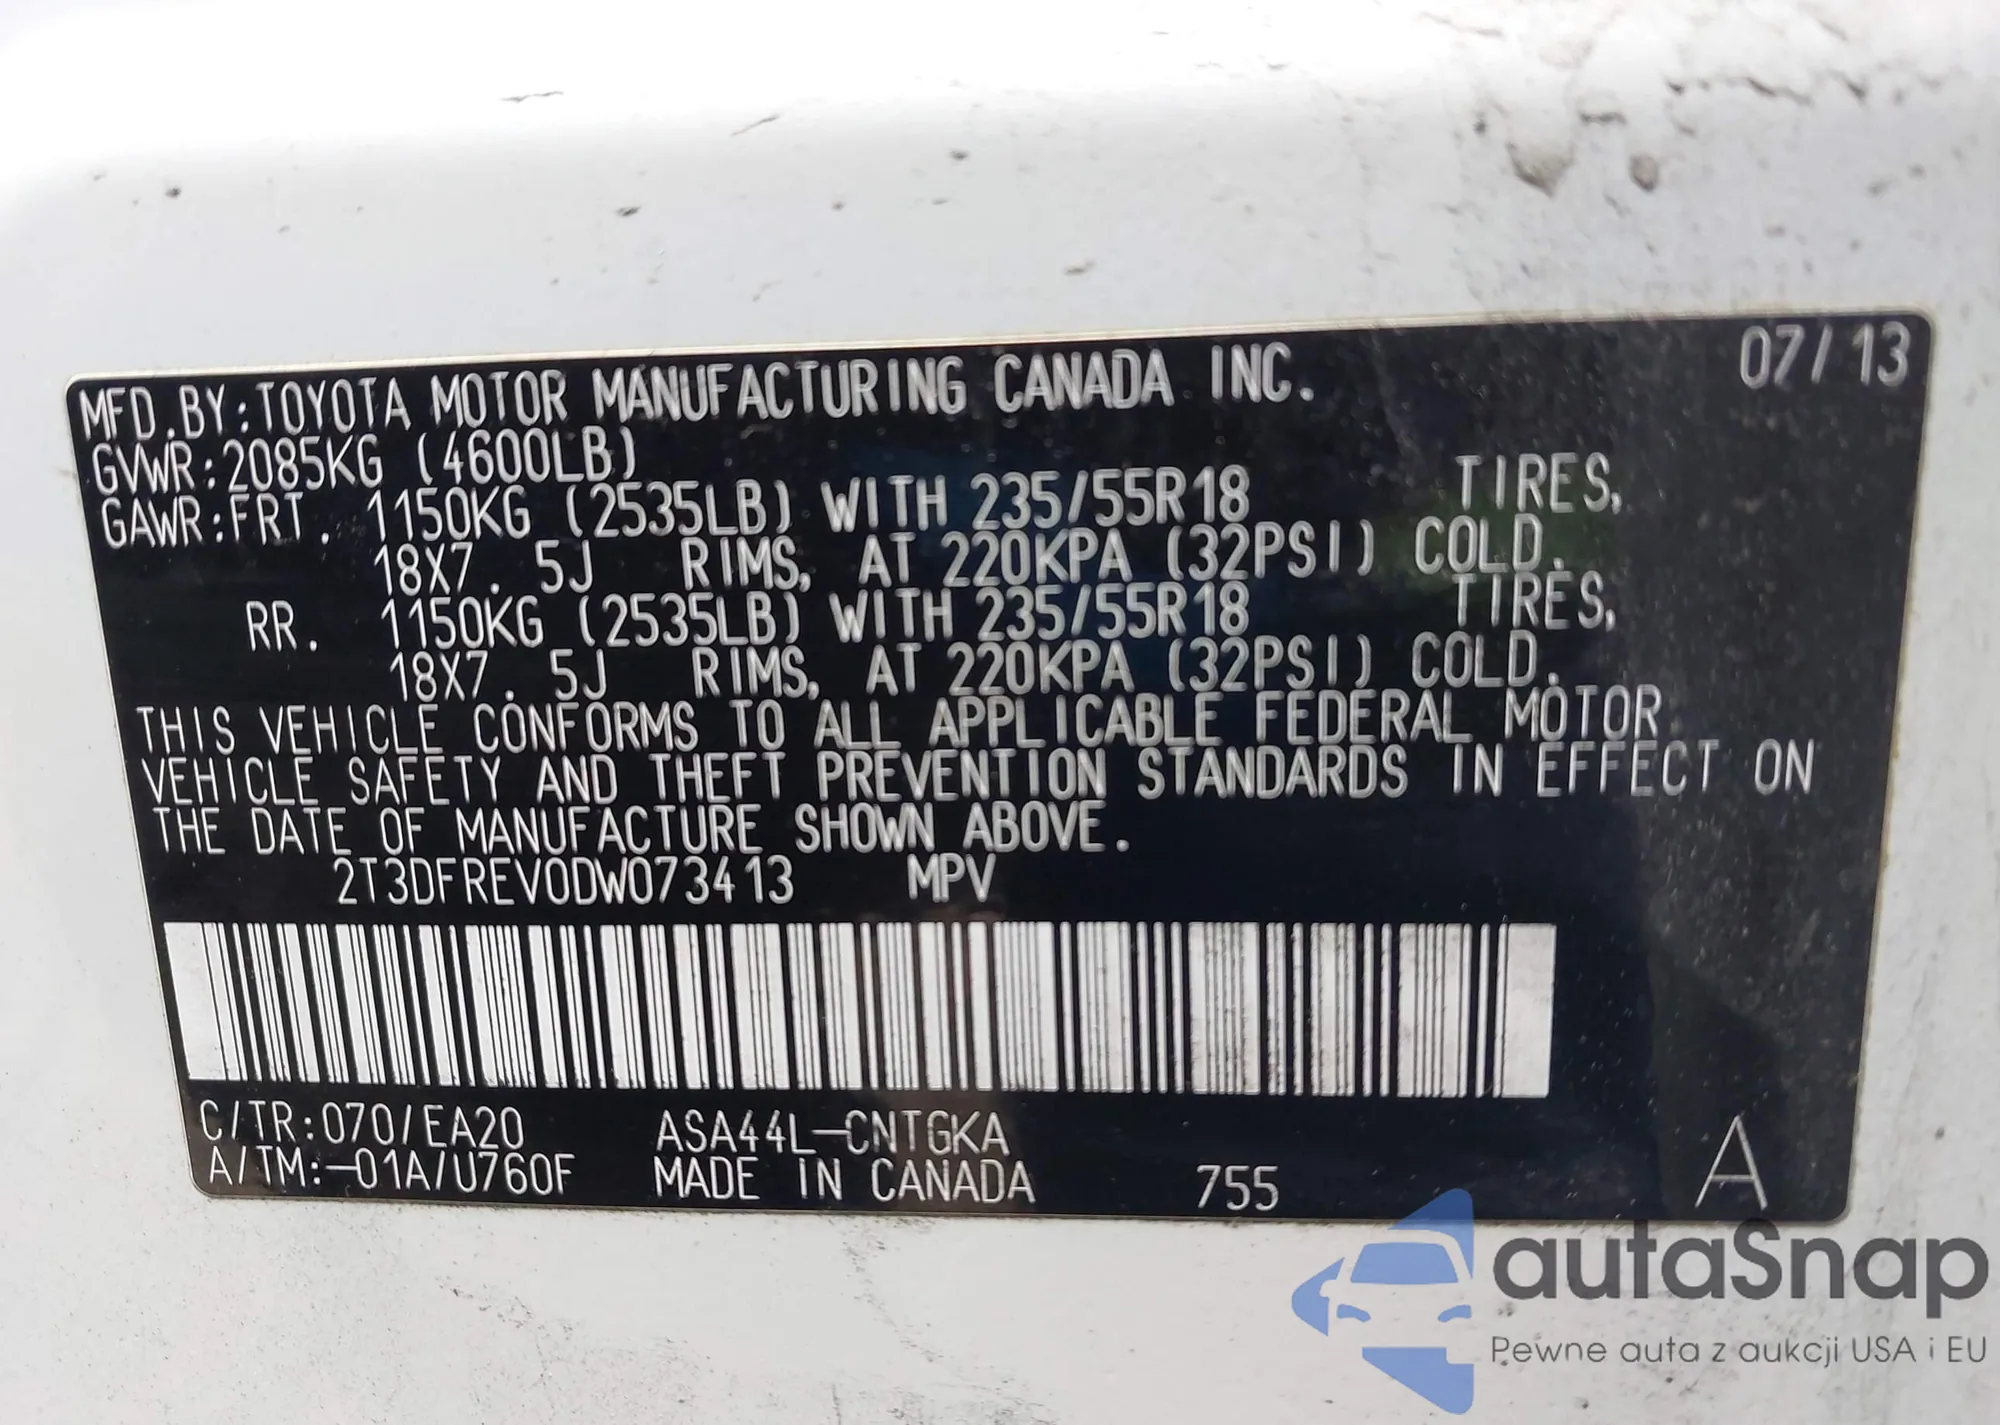 07/13
MFD.BY:TOYOTA MOTOR MANUFACTURING CANADA INC.
GVWR:2085KG (4600LB)
GAWR:FRT. 1150KG (2535LB) WITH 235/55R18 TIRES,
18X7.5J RIMS, AT 220KPA (32PSI) COLD.
RR. 1150KG (2535LB) WITH 235/55R18 TIRES,
18X7.5J RIMS, AT 220KPA (32PSI) COLD.
THIS VEHICLE CONFORMS TO ALL APPLICABLE FEDERAL MOTOR
VEHICLE SAFETY AND THEFT PREVENTION STANDARDS IN EFFECT ON
THE DATE OF MANUFACTURE SHOWN ABOVE.
2T3DFREV0DW073413 MPV
C/TR:070/EA20 ASA44L-CNTGKA
A/TM:-01A/U760F MADE IN CANADA 755 A
autoSnap
Pewne auta z aukcji USA i EU